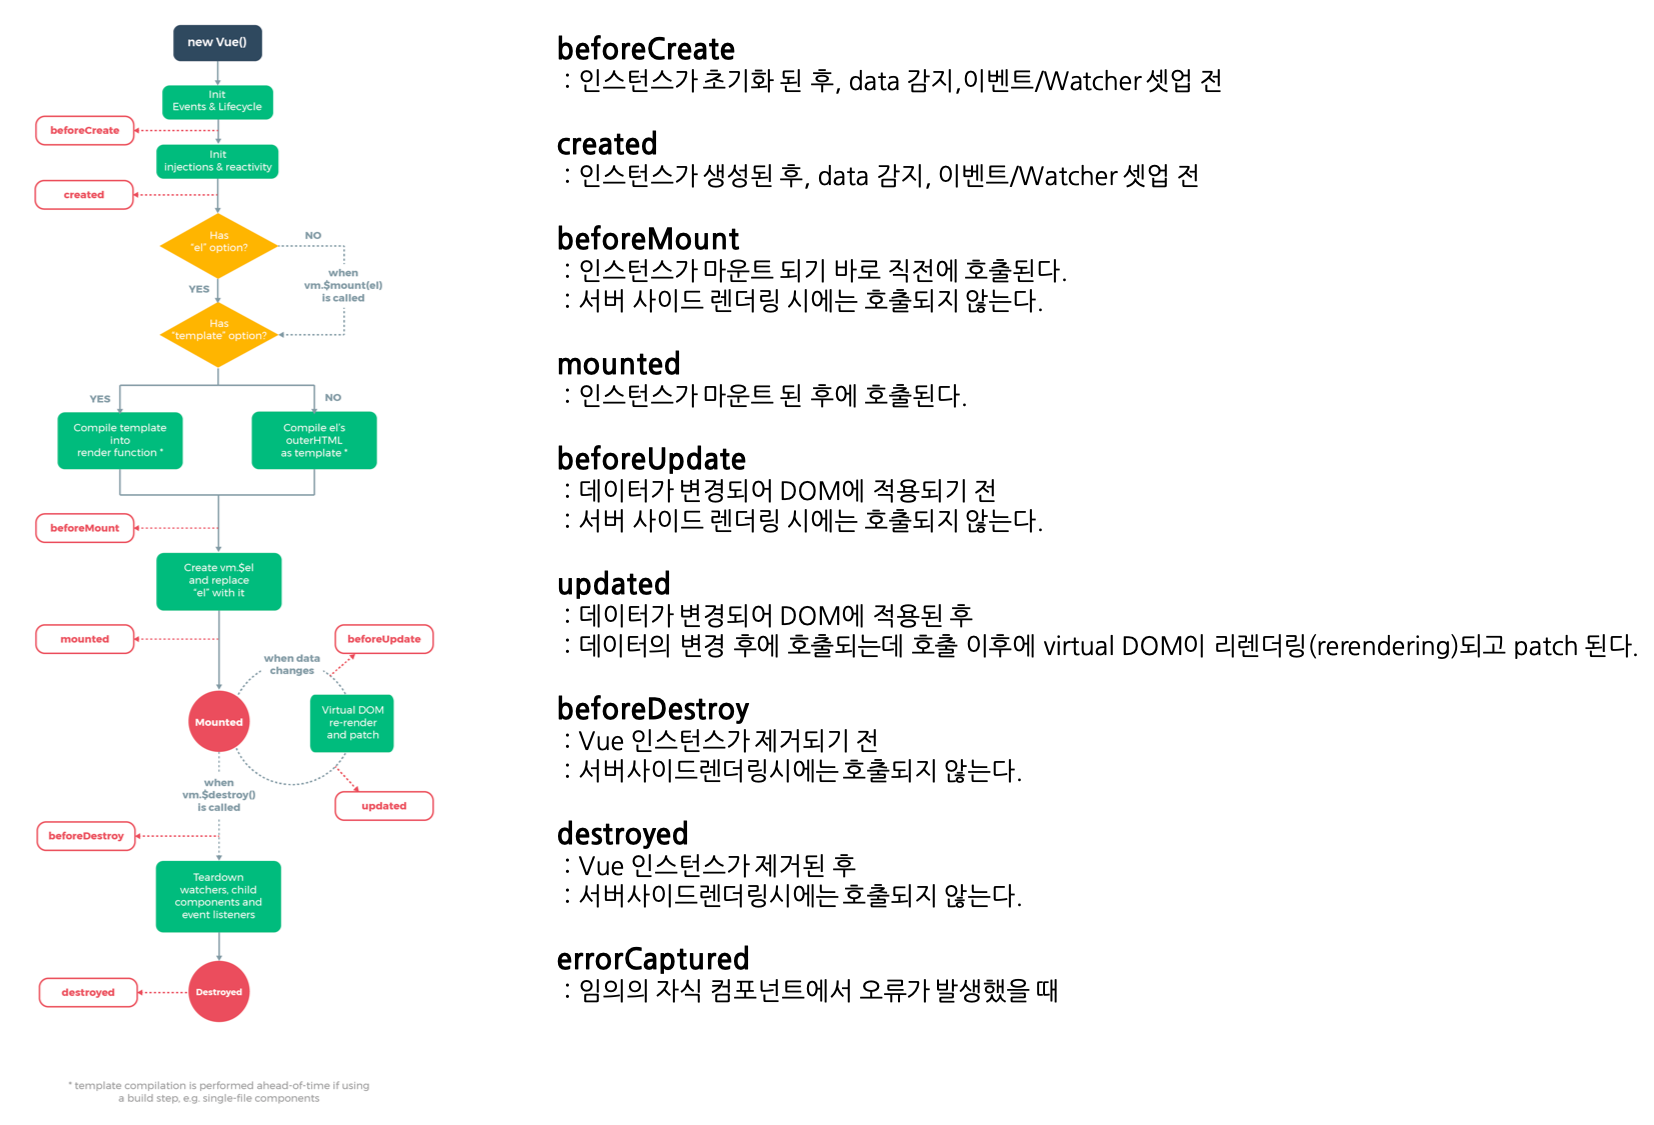 new Vue()
Init
Events & Lifecycle
beforeCreate
Init
injections & reactivity
created
Has
"el" option?
NO
when
vm.$mount(el)
is called
YES
Has
"template" option?
YES
NO
Compile template
into
render function *
Compile el's
outerHTML
as template *
beforeMount
Create vm.$el
and replace
"el" with it
mounted
beforeUpdate
when data
changes
Mounted
Virtual DOM
re-render
and patch
when
vm.$destroy()
is called
updated
beforeDestroy
Teardown
watchers, child
components and
event listeners
destroyed
Destroyed
* template compilation is performed ahead-of-time if using
a build step, e.g. single-file components
beforeCreate
: 인스턴스가 초기화 된 후, data 감지,이벤트/Watcher 셋업 전
created
: 인스턴스가 생성된 후, data 감지, 이벤트/Watcher 셋업 전
beforeMount
: 인스턴스가 마운트 되기 바로 직전에 호출된다.
: 서버 사이드 렌더링 시에는 호출되지 않는다.
mounted
: 인스턴스가 마운트 된 후에 호출된다.
beforeUpdate
: 데이터가 변경되어 DOM에 적용되기 전
: 서버 사이드 렌더링 시에는 호출되지 않는다.
updated
: 데이터가 변경되어 DOM에 적용된 후
: 데이터의 변경 후에 호출되는데 호출 이후에 virtual DOM이 리렌더링(rerendering)되고 patch 된다.
beforeDestroy
: Vue 인스턴스가 제거되기 전
: 서버사이드렌더링시에는 호출되지 않는다.
destroyed
: Vue 인스턴스가 제거된 후
: 서버사이드렌더링시에는 호출되지 않는다.
errorCaptured
: 임의의 자식 컴포넌트에서 오류가 발생했을 때